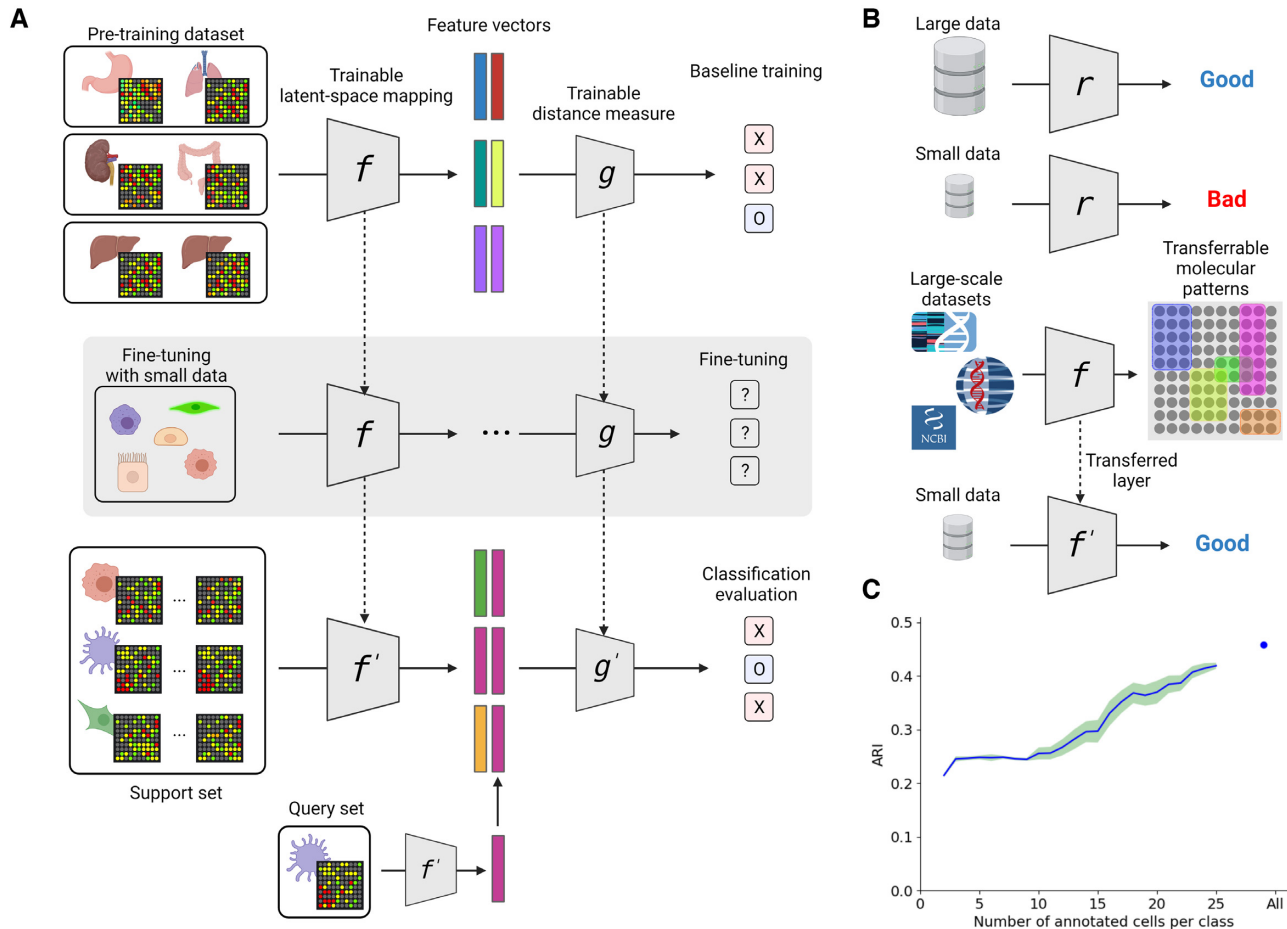 A
Pre-training dataset
Trainable
latent-space mapping
Feature vectors
Trainable
distance measure
Baseline training
f
g
X
X
O
Fine-tuning
with small data
f
...
g
Fine-tuning
?
?
?
...
...
...
Support set
f'
g'
Classification
evaluation
X
O
X
Query set
f'
B
Large data
r
Good
Small data
r
Bad
Large-scale
datasets
NCBI
f
Transferrable
molecular
patterns
Transferred
layer
Small data
f'
Good
C
ARI
0.5
0.4
0.3
0.2
0.1
0.0
0
5
10
15
20
25
All
Number of annotated cells per class